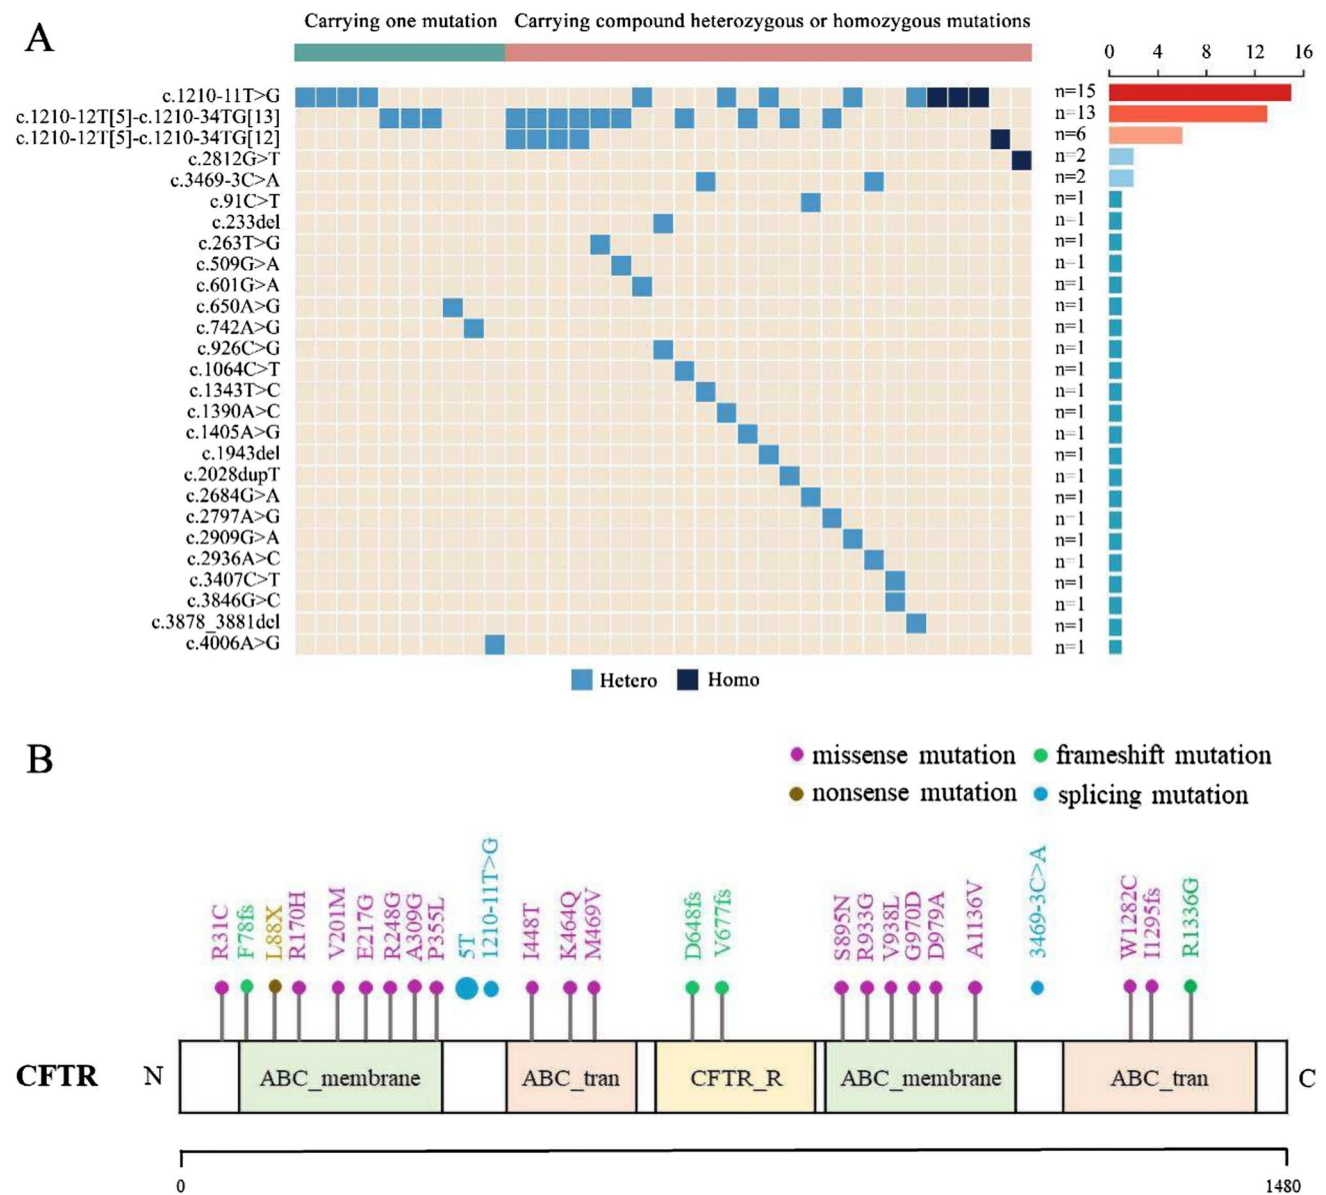 A
Carrying one mutation Carrying compound heterozygous or homozygous mutations
0 4 8 12 16
c.1210-11T>G n=15
c.1210-12T[5]-c.1210-34TG[13] n=13
c.1210-12T[5]-c.1210-34TG[12] n=6
c.2812G>T n=2
c.3469-3C>A n=2
c.91C>T n=1
c.233del n=1
c.263T>G n=1
c.509G>A n=1
c.601G>A n=1
c.650A>G n=1
c.742A>G n=1
c.926C>G n=1
c.1064C>T n=1
c.1343T>C n=1
c.1390A>C n=1
c.1405A>G n=1
c.1943del n=1
c.2028dupT n=1
c.2684G>A n=1
c.2797A>G n=1
c.2909G>A n=1
c.2936A>C n=1
c.3407C>T n=1
c.3846G>C n=1
c.3878_3881del n=1
c.4006A>G n=1
Hetero Homo
B
missense mutation frameshift mutation
nonsense mutation splicing mutation
R31C
F78fs
L88X
R170H
V201M
E217G
R248G
A309G
P355L
5T
1210-11T>G
I448T
K464Q
M469V
D648fs
V677fs
S895N
R933G
V938L
G970D
D979A
A1136V
3469-3C>A
W1282C
I1295fs
R1336G
CFTR N ABC_membrane ABC_tran CFTR_R ABC_membrane ABC_tran C
0 1480